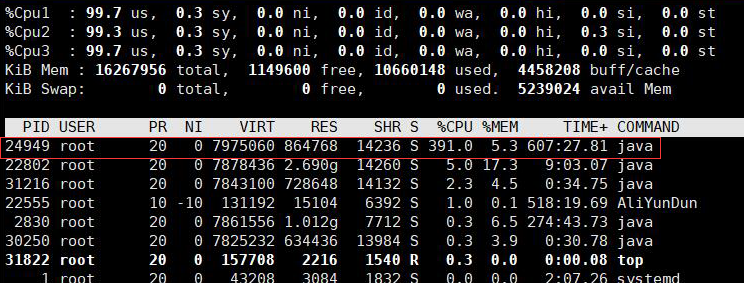 %Cpu1  : 99.7 us,  0.3 sy,  0.0 ni,  0.0 id,  0.0 wa,  0.0 hi,  0.0 si,  0.0 st
%Cpu2  : 99.3 us,  0.3 sy,  0.0 ni,  0.0 id,  0.0 wa,  0.0 hi,  0.3 si,  0.0 st
%Cpu3  : 99.7 us,  0.3 sy,  0.0 ni,  0.0 id,  0.0 wa,  0.0 hi,  0.0 si,  0.0 st
KiB Mem : 16267956 total,  1149600 free, 10660148 used,  4458208 buff/cache
KiB Swap:        0 total,        0 free,        0 used.  5239024 avail Mem
PID USER      PR  NI    VIRT    RES    SHR S  %CPU %MEM     TIME+ COMMAND
24949 root      20   0 7975060 864768  14236 S 391.0  5.3 607:27.81 java
22802 root      20   0 7878436 2.690g  14260 S   5.0 17.3   9:03.07 java
31216 root      20   0 7843100 728648  14132 S   2.3  4.5   0:34.75 java
22555 root      10 -10  131192  15104   6392 S   1.0  0.1 518:19.69 AliYunDun
2830 root      20   0 7861556 1.012g   7712 S   0.3  6.5 274:43.73 java
30250 root      20   0 7825232 634436  13984 S   0.3  3.9   0:30.78 java
31822 root      20   0  157708   2216   1540 R   0.3  0.0   0:00.08 top
1 root      20   0   43208   3084   1832 S   0.0  0.0   2:07.26 systemd